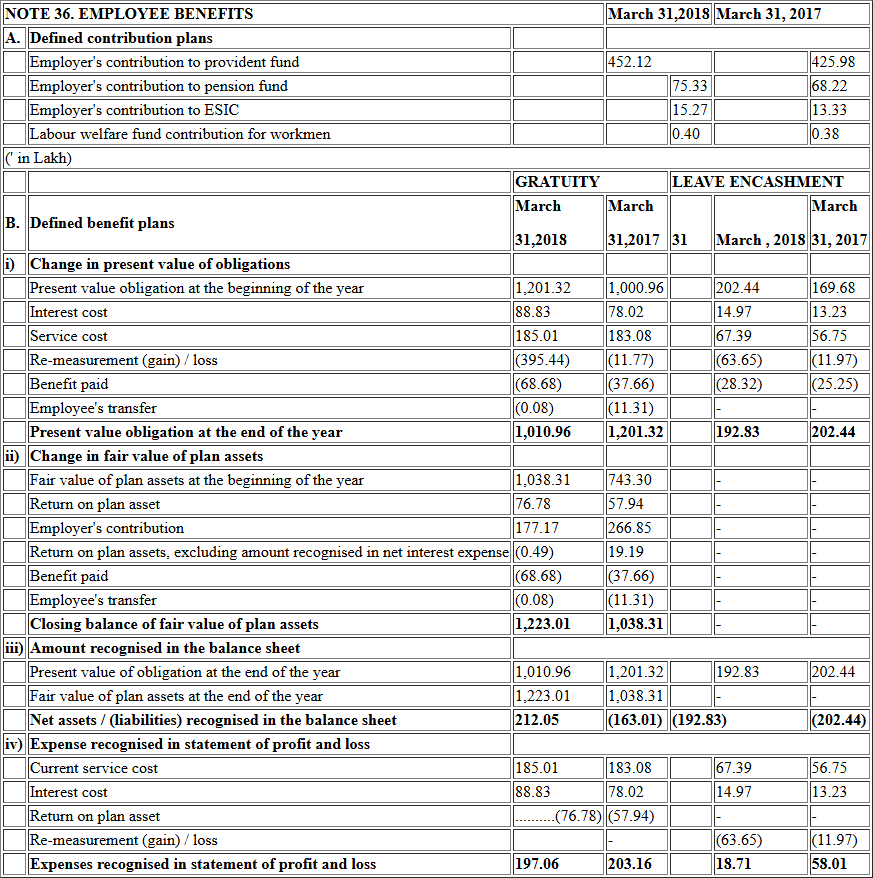 NOTE 36. EMPLOYEE BENEFITS March 31,2018 March 31, 2017
A. Defined contribution plans
Employer's contribution to provident fund 452.12 425.98
Employer's contribution to pension fund 75.33 68.22
Employer's contribution to ESIC 15.27 13.33
Labour welfare fund contribution for workmen 0.40 0.38
(' in Lakh)
GRATUITY LEAVE ENCASHMENT
B. Defined benefit plans March 31,2018 March 31,2017 31 March , 2018 March 31, 2017
i) Change in present value of obligations
Present value obligation at the beginning of the year 1,201.32 1,000.96 202.44 169.68
Interest cost 88.83 78.02 14.97 13.23
Service cost 185.01 183.08 67.39 56.75
Re-measurement (gain) / loss (395.44) (11.77) (63.65) (11.97)
Benefit paid (68.68) (37.66) (28.32) (25.25)
Employee's transfer (0.08) (11.31) - -
Present value obligation at the end of the year 1,010.96 1,201.32 192.83 202.44
ii) Change in fair value of plan assets
Fair value of plan assets at the beginning of the year 1,038.31 743.30 - -
Return on plan asset 76.78 57.94 - -
Employer's contribution 177.17 266.85 - -
Return on plan assets, excluding amount recognised in net interest expense (0.49) 19.19 - -
Benefit paid (68.68) (37.66) - -
Employee's transfer (0.08) (11.31) - -
Closing balance of fair value of plan assets 1,223.01 1,038.31 - -
iii) Amount recognised in the balance sheet
Present value of obligation at the end of the year 1,010.96 1,201.32 192.83 202.44
Fair value of plan assets at the end of the year 1,223.01 1,038.31 - -
Net assets / (liabilities) recognised in the balance sheet 212.05 (163.01) (192.83) (202.44)
iv) Expense recognised in statement of profit and loss
Current service cost 185.01 183.08 67.39 56.75
Interest cost 88.83 78.02 14.97 13.23
Return on plan asset ..........(76.78) (57.94) - -
Re-measurement (gain) / loss - (63.65) (11.97)
Expenses recognised in statement of profit and loss 197.06 203.16 18.71 58.01